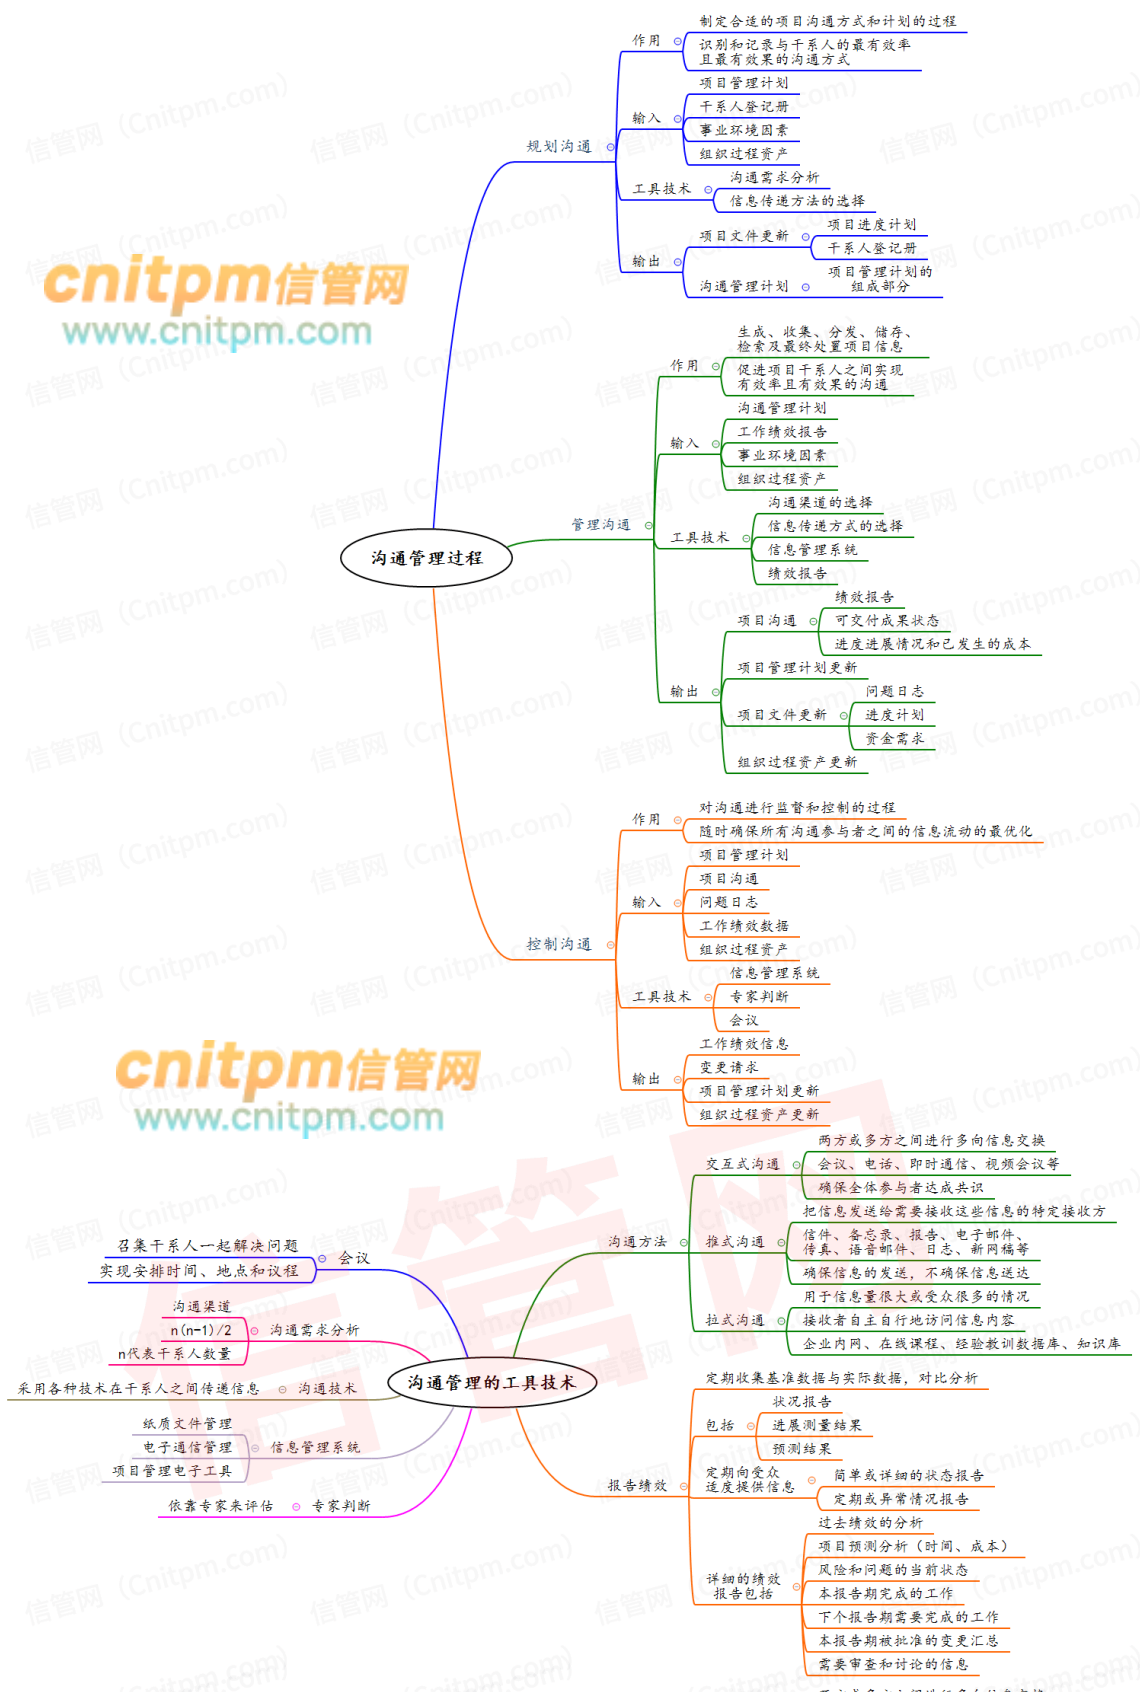 沟通管理过程
规划沟通
作用
制定合适的项目沟通方式和计划的过程
识别和记录与干系人的最有效率
且最有效果的沟通方式
输入
项目管理计划
干系人登记册
事业环境因素
组织过程资产
工具技术
沟通需求分析
信息传递方法的选择
输出
项目文件更新
项目进度计划
干系人登记册
沟通管理计划
项目管理计划的
组成部分
cnitpm信管网
www.cnitpm.com
管理沟通
作用
生成、收集、分发、储存、
检索及最终处置项目信息
促进项目干系人之间实现
有效率且有效果的沟通
输入
沟通管理计划
工作绩效报告
事业环境因素
组织过程资产
工具技术
沟通渠道的选择
信息传递方式的选择
信息管理系统
绩效报告
输出
项目沟通
绩效报告
可交付成果状态
进度进展情况和已发生的成本
项目管理计划更新
项目文件更新
问题日志
进度计划
资金需求
组织过程资产更新
控制沟通
作用
对沟通进行监督和控制的过程
随时确保所有沟通参与者之间的信息流动的最优化
输入
项目管理计划
项目沟通
问题日志
工作绩效数据
组织过程资产
工具技术
信息管理系统
专家判断
会议
输出
工作绩效信息
变更请求
项目管理计划更新
组织过程资产更新
cnitpm信管网
www.cnitpm.com
沟通管理的工具技术
会议
召集干系人一起解决问题
实现安排时间、地点和议程
沟通需求分析
沟通渠道
n(n-1)/2
n代表干系人数量
沟通技术
采用各种技术在干系人之间传递信息
信息管理系统
纸质文件管理
电子通信管理
项目管理电子工具
专家判断
依靠专家来评估
沟通方法
交互式沟通
两方或多方之间进行多向信息交换
会议、电话、即时通信、视频会议等
确保全体参与者达成共识
推式沟通
把信息发送给需要接收这些信息的特定接收方
信件、备忘录、报告、电子邮件、
传真、语音邮件、日志、新网稿等
确保信息的发送，不确保信息送达
拉式沟通
用于信息量很大或受众很多的情况
接收者自主自行地访问信息内容
企业内网、在线课程、经验教训数据库、知识库
报告绩效
定期收集基准数据与实际数据，对比分析
包括
状况报告
进展测量结果
预测结果
定期向受众
适度提供信息
简单或详细的状态报告
定期或异常情况报告
详细的绩效
报告包括
过去绩效的分析
项目预测分析（时间、成本）
风险和问题的当前状态
本报告期完成的工作
下个报告期需要完成的工作
本报告期被批准的变更汇总
需要审查和讨论的信息
信管网
信管网（Cnitpm.com）